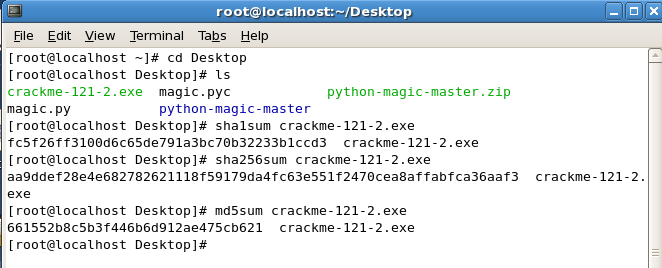 root@localhost:~/Desktop
File Edit View Terminal Tabs Help
[root@localhost ~]# cd Desktop
[root@localhost Desktop]# ls
crackme-121-2.exe  magic.pyc            python-magic-master.zip
magic.py           python-magic-master
[root@localhost Desktop]# sha1sum crackme-121-2.exe
fc5f26ff3100d6c65de791a3bc70b32233b1ccd3  crackme-121-2.exe
[root@localhost Desktop]# sha256sum crackme-121-2.exe
aa9ddef28e4e682782621118f59179da4fc63e551f2470cea8affabfca36aaf3  crackme-121-2.
exe
[root@localhost Desktop]# md5sum crackme-121-2.exe
661552b8c5b3f446b6d912ae475cb621  crackme-121-2.exe
[root@localhost Desktop]#